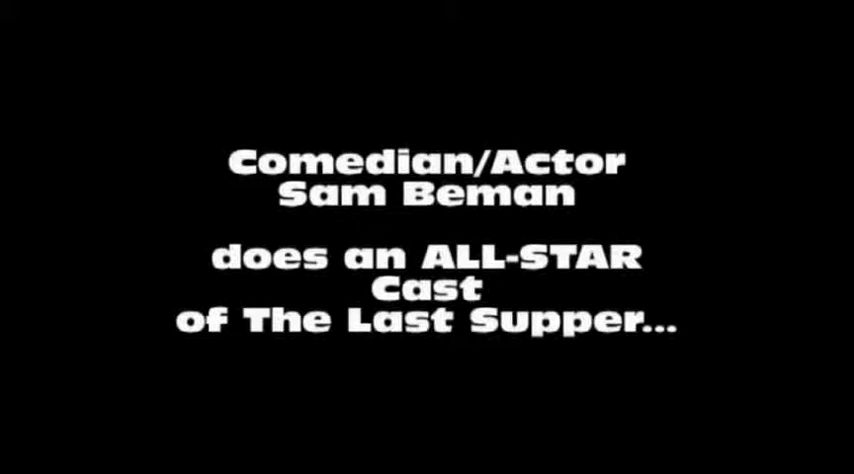 Comedian/Actor
Sam Beman
does an ALL-STAR
Cast
of The Last Supper...